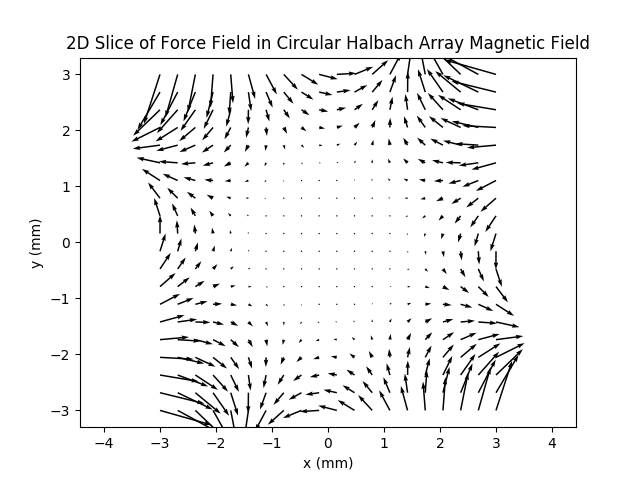 2D Slice of Force Field in Circular Halbach Array Magnetic Field
3
2
1
0
−1
−2
−3
y (mm)
−4 −3 −2 −1 0 1 2 3 4
x (mm)